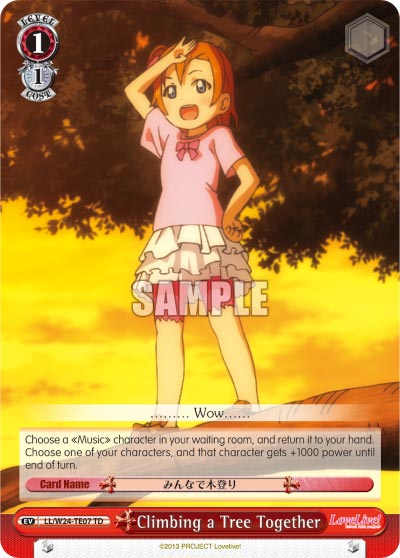 LEVEL
1
1
COST
SAMPLE
……… Wow……
Choose a «Music» character in your waiting room, and return it to your hand.
Choose one of your characters, and that character gets +1000 power until
end of turn.
Card Name みんなで木登り
EV LL/W24-TE07 TD Climbing a Tree Together LoveLive!
©2013 PROJECT Lovelive!